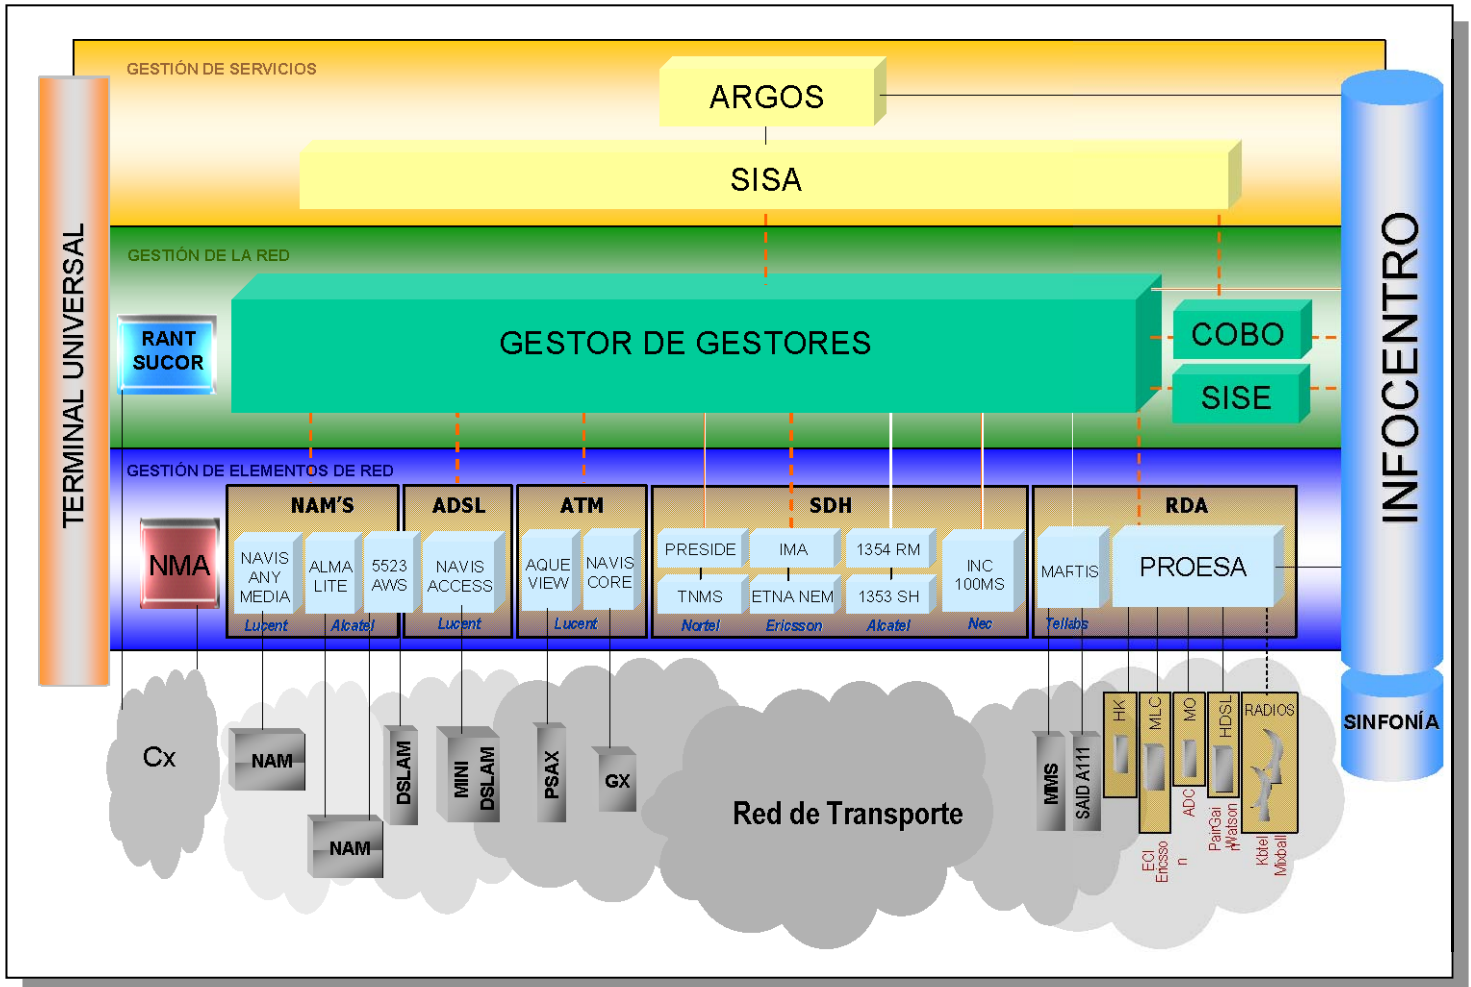 GESTIÓN DE SERVICIOS
ARGOS
SISA
TERMINAL UNIVERSAL
INFOCENTRO
SINFONÍA
GESTIÓN DE LA RED
RANT
SUCOR
GESTOR DE GESTORES
COBO
SISE
GESTIÓN DE ELEMENTOS DE RED
NMA
NAM'S
NAVIS
ANY
MEDIA
ALMA
LITE
5523
AWS
Lucent
Alcatel
ADSL
NAVIS
ACCESS
Lucent
ATM
AQUE
VIEW
NAVIS
CORE
Lucent
SDH
PRESIDE
IMA
1354 RM
INC
100MS
TNMS
ETNA NEM
1353 SH
Nortel
Ericsson
Alcatel
Nec
RDA
MARTIS
PROESA
Tellabs
Cx
NAM
NAM
DSLAM
MINI
DSLAM
PSAX
GX
Red de Transporte
MMS
SAID A111
HK
MLC
MO
HDSL
RADIOS
ECI
Ericsso
n
ADC
PairGai
n
Watson
Kbtel
Mixball